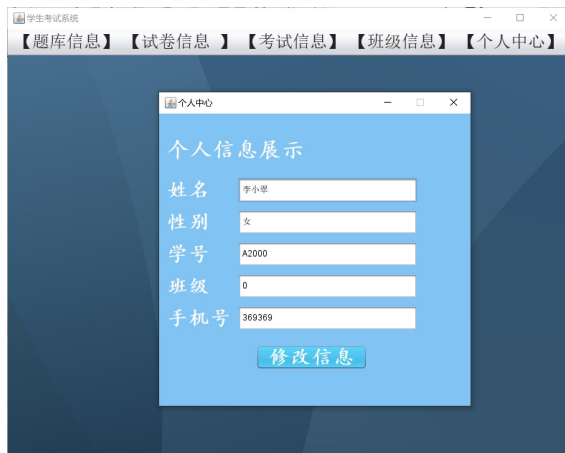 学生考试系统
【题库信息】 【试卷信息 】 【考试信息】 【班级信息】 【个人中心】
个人中心
个人信息展示
姓名 李小翠
性别 女
学号 A2000
班级 0
手机号 369369
修改信息